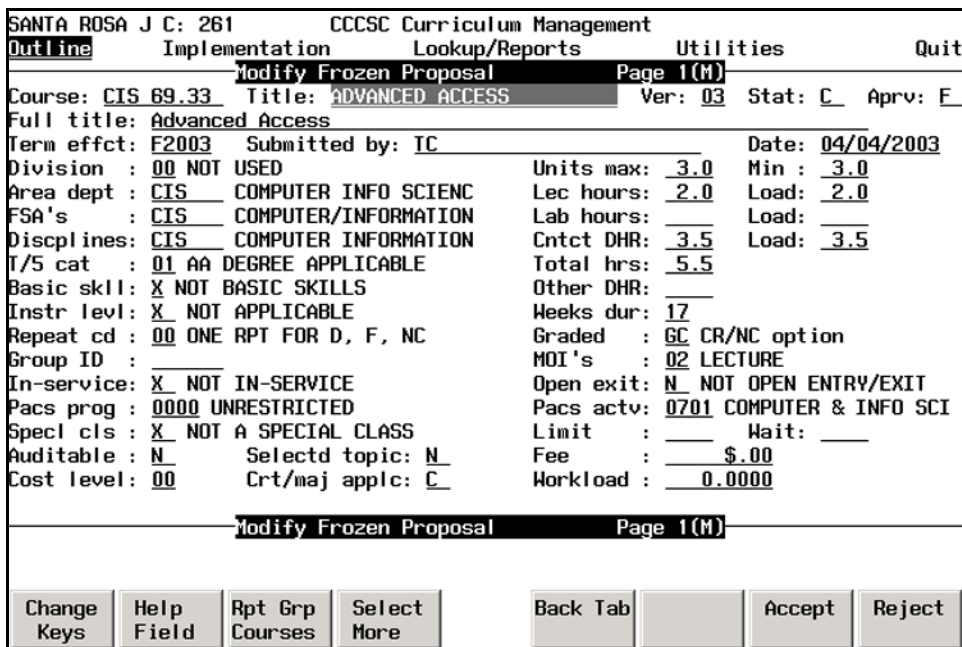 SANTA ROSA J C: 261 CCCSC Curriculum Management
Outline Implementation Lookup/Reports Utilities Quit
Modify Frozen Proposal Page 1(M)
Course: CIS 69.33 Title: ADVANCED ACCESS Ver: 03 Stat: C Aprv: F
Full title: Advanced Access
Term effct: F2003 Submitted by: TC Date: 04/04/2003
Division : 00 NOT USED Units max: 3.0 Min : 3.0
Area dept : CIS COMPUTER INFO SCIENC Lec hours: 2.0 Load: 2.0
FSA's : CIS COMPUTER/INFORMATION Lab hours: Load:
Discplines: CIS COMPUTER INFORMATION Cntct DHR: 3.5 Load: 3.5
T/5 cat : 01 AA DEGREE APPLICABLE Total hrs: 5.5
Basic skll: X NOT BASIC SKILLS Other DHR:
Instr levl: X NOT APPLICABLE Weeks dur: 17
Repeat cd : 00 ONE RPT FOR D, F, NC Graded : GC CR/NC option
Group ID : MOI's : 02 LECTURE
In-service: X NOT IN-SERVICE Open exit: N NOT OPEN ENTRY/EXIT
Pacs prog : 0000 UNRESTRICTED Pacs actv: 0701 COMPUTER & INFO SCI
Specl cls : X NOT A SPECIAL CLASS Limit : Wait:
Auditable : N Selectd topic: N Fee : $.00
Cost level: 00 Crt/maj applc: C Workload : 0.0000
Modify Frozen Proposal Page 1(M)
Change Keys Help Field Rpt Grp Courses Select More Back Tab Accept Reject